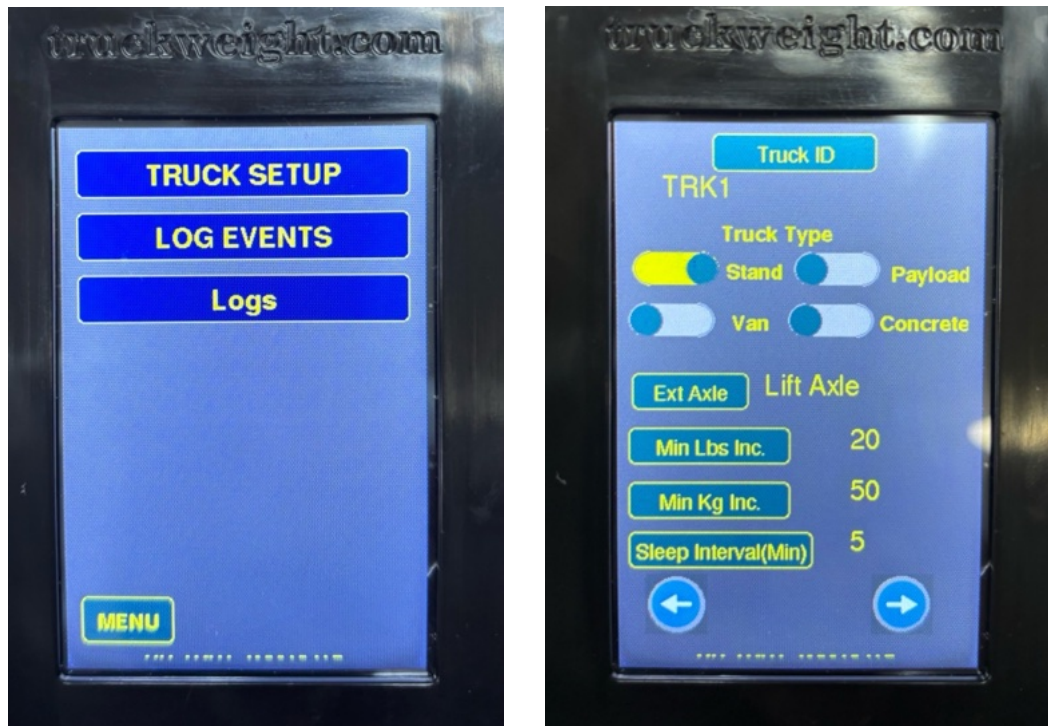 truckweight.com
TRUCK SETUP
LOG EVENTS
Logs
MENU
truckweight.com
Truck ID
TRK1
Truck Type
Stand Payload
Van Concrete
Ext Axle Lift Axle
Min Lbs Inc. 20
Min Kg Inc. 50
Sleep Interval(Min) 5